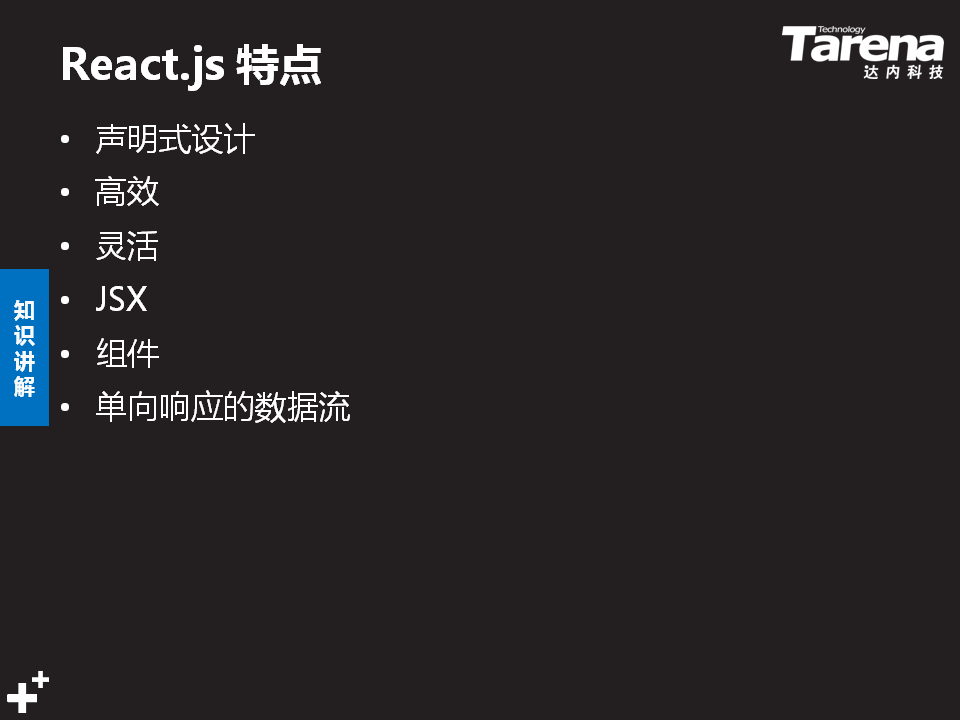 React.js 特点
Technology
Tarena
达内科技
• 声明式设计
• 高效
• 灵活
• JSX
• 组件
• 单向响应的数据流
知识讲解